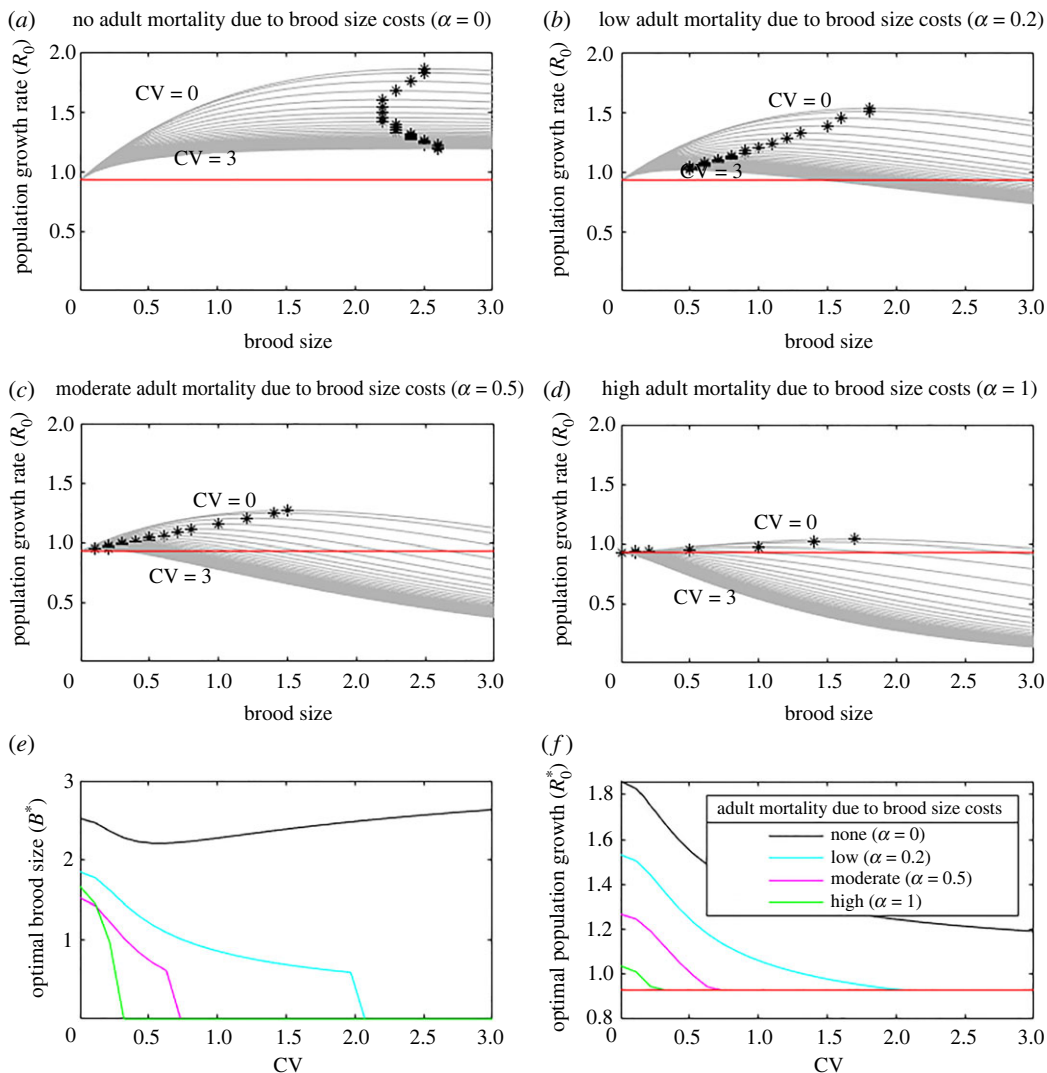 (a) no adult mortality due to brood size costs (α = 0)
population growth rate (R0)
2.0
1.5
1.0
0.5
CV = 0
CV = 3
0 0.5 1.0 1.5 2.0 2.5 3.0
brood size
(b) low adult mortality due to brood size costs (α = 0.2)
population growth rate (R0)
2.0
1.5
1.0
0.5
CV = 0
CV = 3
0 0.5 1.0 1.5 2.0 2.5 3.0
brood size
(c) moderate adult mortality due to brood size costs (α = 0.5)
population growth rate (R0)
2.0
1.5
1.0
0.5
CV = 0
CV = 3
0 0.5 1.0 1.5 2.0 2.5 3.0
brood size
(d) high adult mortality due to brood size costs (α = 1)
population growth rate (R0)
2.0
1.5
1.0
0.5
CV = 0
CV = 3
0 0.5 1.0 1.5 2.0 2.5 3.0
brood size
(e)
optimal brood size (B*)
3
2
1
0 0.5 1.0 1.5 2.0 2.5 3.0
CV
(f)
optimal population growth (R0*)
1.8
1.6
1.4
1.2
1.0
0.8
adult mortality due to brood size costs
none (α = 0)
low (α = 0.2)
moderate (α = 0.5)
high (α = 1)
0 0.5 1.0 1.5 2.0 2.5 3.0
CV